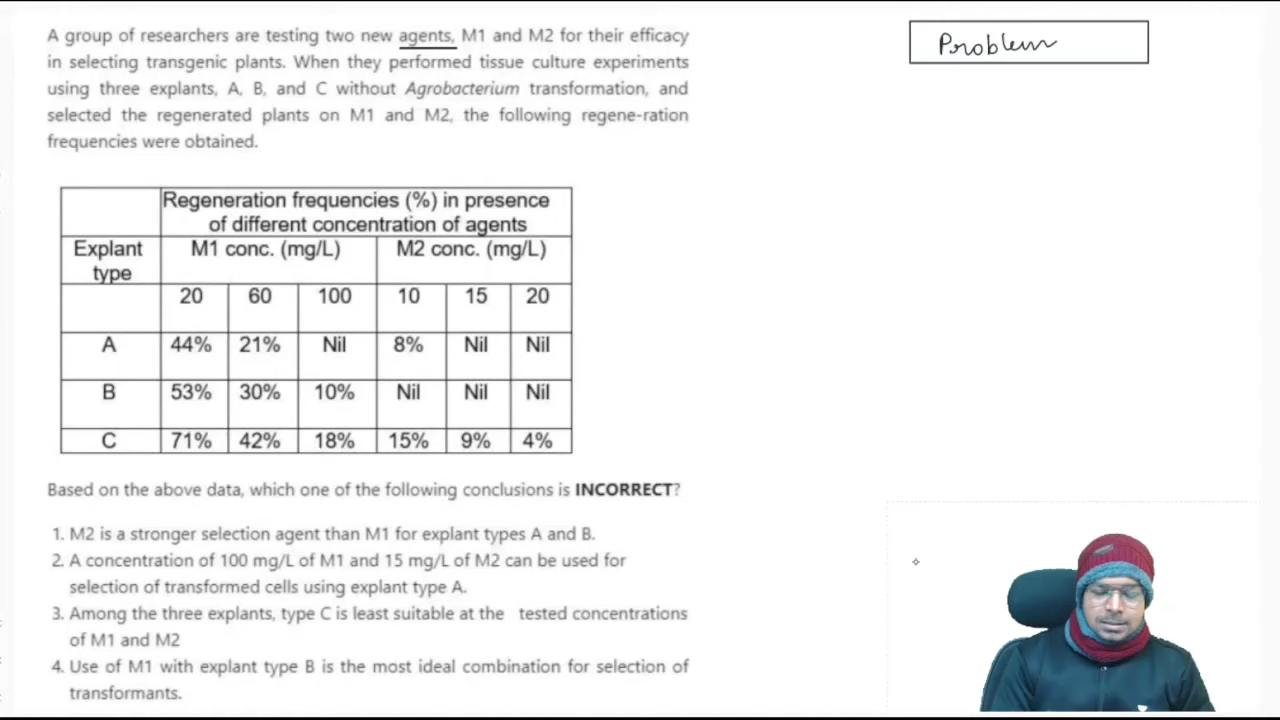 A group of researchers are testing two new agents, M1 and M2 for their efficacy
in selecting transgenic plants. When they performed tissue culture experiments
using three explants, A, B, and C without Agrobacterium transformation, and
selected the regenerated plants on M1 and M2, the following regene-ration
frequencies were obtained.
Problem
Regeneration frequencies (%) in presence
of different concentration of agents
Explant type M1 conc. (mg/L) M2 conc. (mg/L)
20 60 100 10 15 20
A 44% 21% Nil 8% Nil Nil
B 53% 30% 10% Nil Nil Nil
C 71% 42% 18% 15% 9% 4%
Based on the above data, which one of the following conclusions is INCORRECT?
1. M2 is a stronger selection agent than M1 for explant types A and B.
2. A concentration of 100 mg/L of M1 and 15 mg/L of M2 can be used for
selection of transformed cells using explant type A.
3. Among the three explants, type C is least suitable at the tested concentrations
of M1 and M2
4. Use of M1 with explant type B is the most ideal combination for selection of
transformants.